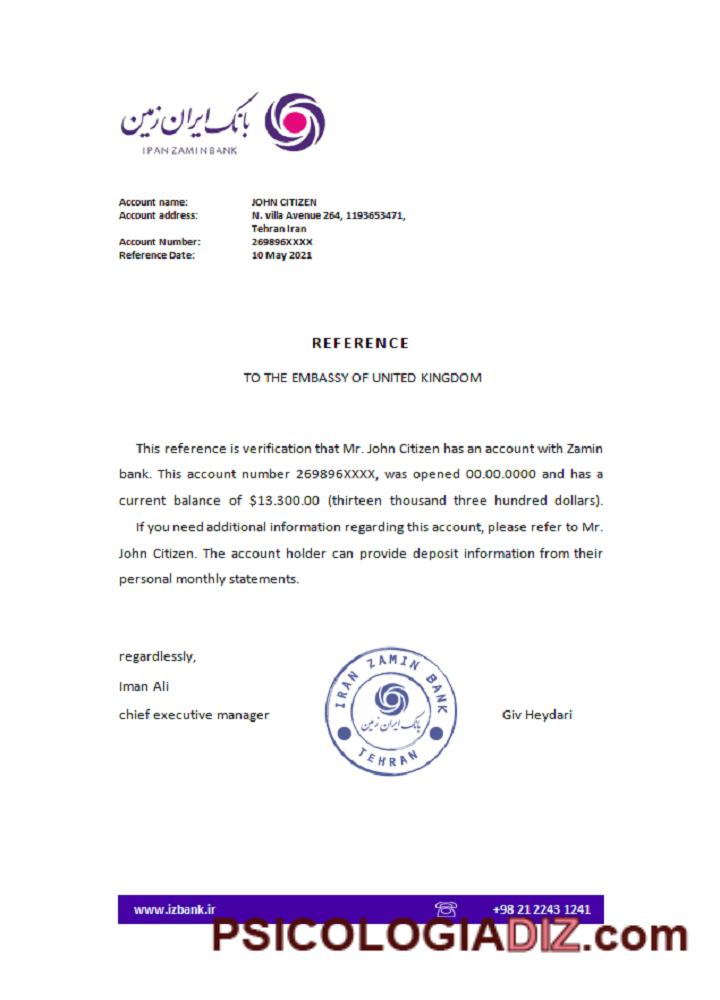 بانک ایران زمین
IPAN ZAMIN BANK
Account name: JOHN CITIZEN
Account address: N. villa Avenue 264, 1193653471,
Tehran Iran
Account Number: 269896XXXX
Reference Date: 10 May 2021
REFERENCE
TO THE EMBASSY OF UNITED KINGDOM
This reference is verification that Mr. John Citizen has an account with Zamin
bank. This account number 269896XXXX, was opened 00.00.0000 and has a
current balance of $13.300.00 (thirteen thousand three hundred dollars).
If you need additional information regarding this account, please refer to Mr.
John Citizen. The account holder can provide deposit information from their
personal monthly statements.
regardlessly,
Iman Ali
chief executive manager
IRAN ZAMIN BANK
بانک ایران زمین
TEHRAN
Giv Heydari
www.izbank.ir +98 21 2243 1241
PSICOLOGIADIZ.com